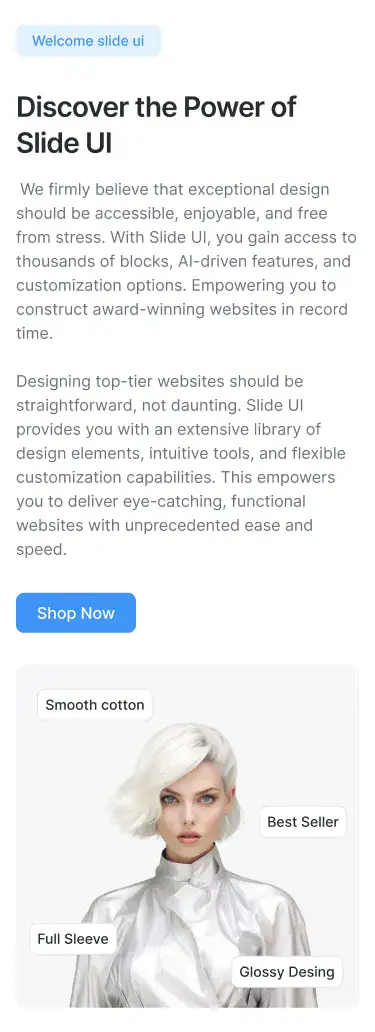 Welcome slide ui
Discover the Power of
Slide UI
We firmly believe that exceptional design
should be accessible, enjoyable, and free
from stress. With Slide UI, you gain access to
thousands of blocks, AI-driven features, and
customization options. Empowering you to
construct award-winning websites in record
time.
Designing top-tier websites should be
straightforward, not daunting. Slide UI
provides you with an extensive library of
design elements, intuitive tools, and flexible
customization capabilities. This empowers
you to deliver eye-catching, functional
websites with unprecedented ease and
speed.
Shop Now
Smooth cotton
Best Seller
Full Sleeve
Glossy Desing